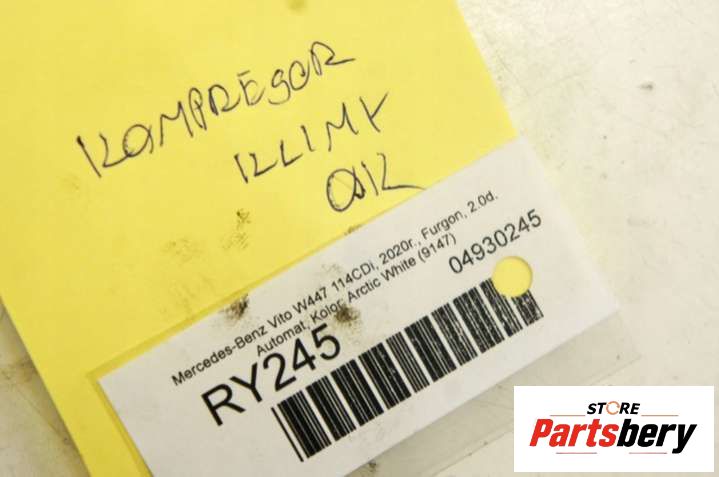 KOMPRESOR
KLIMY
OK
Mercedes-Benz Vito W447 114CDi, 2020r., Furgon, 2.0d.
Automat, Kolor: Arctic White (9147)
RY245
04930245
STORE
Partsbery